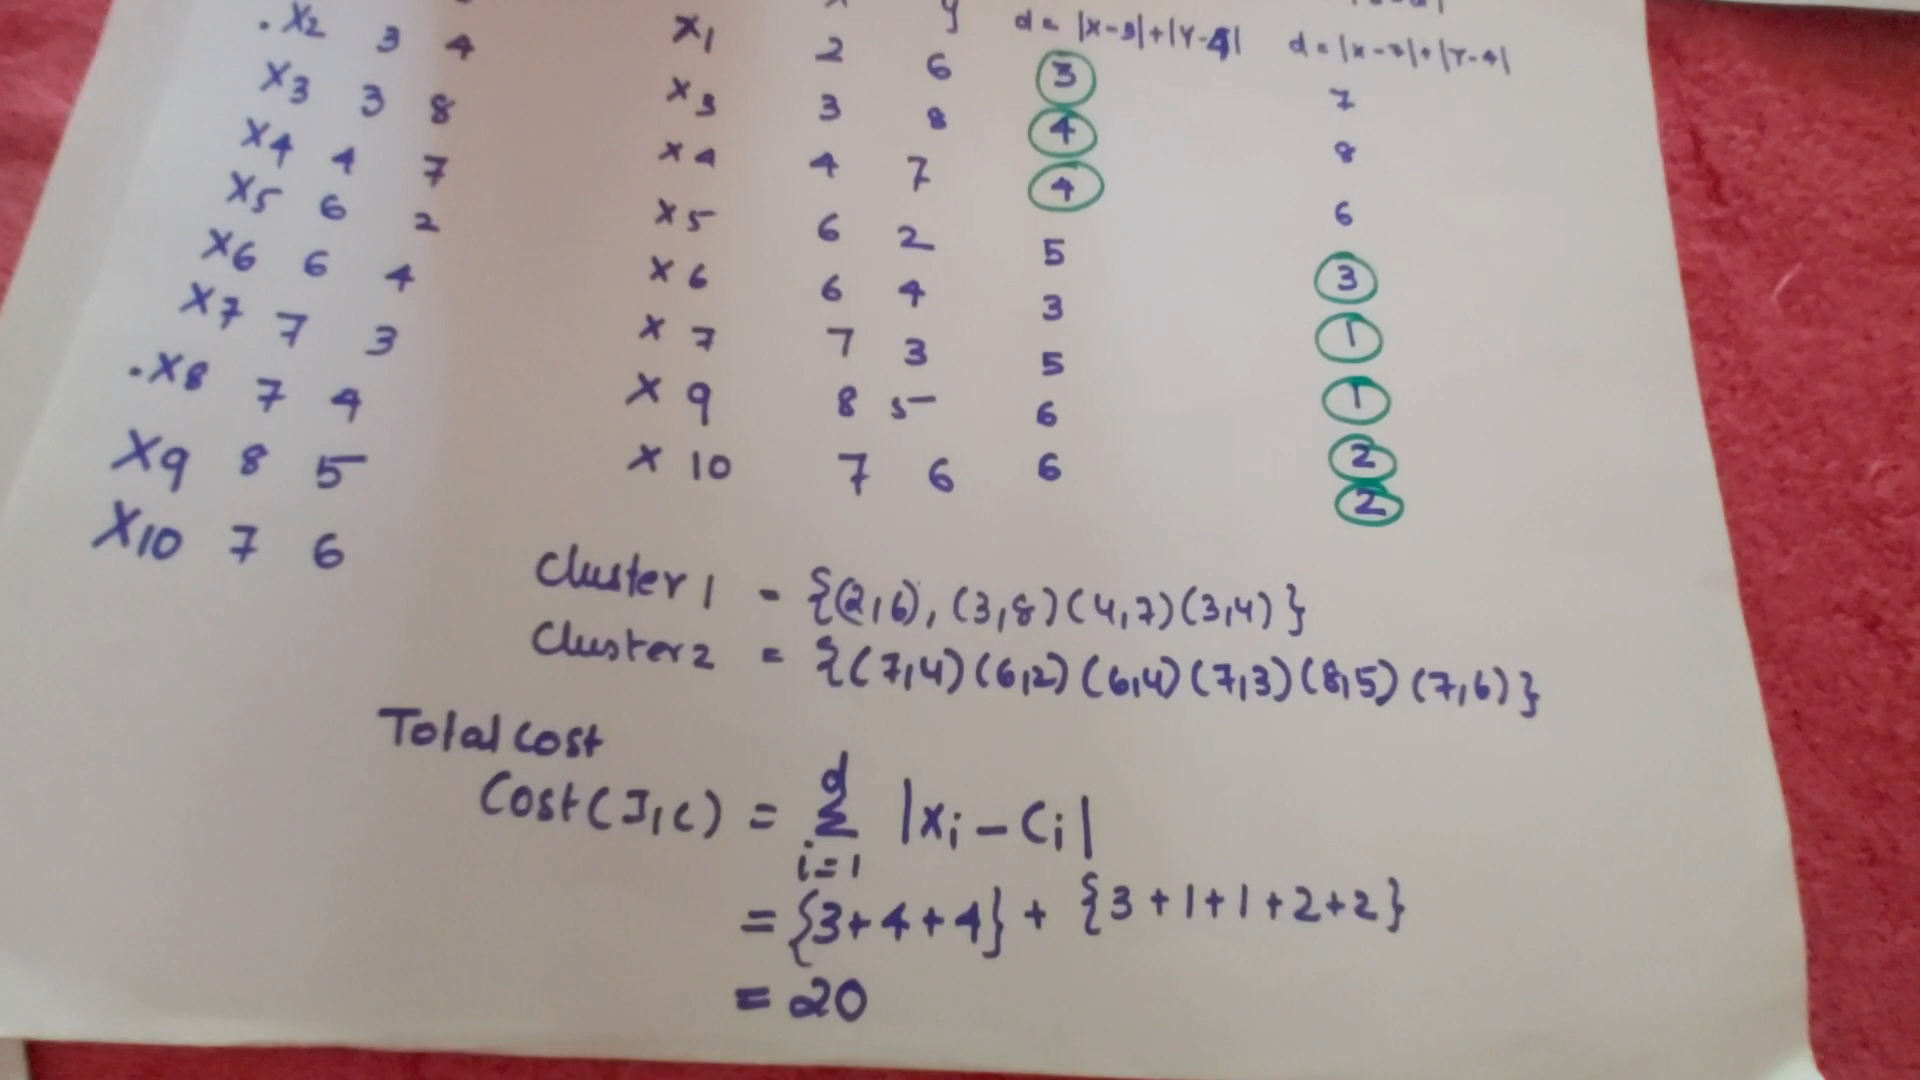 y d = |X-3|+|Y-4| d = |x-7|+|Y-4|
. X2 3 4
X3 3 8
X4 4 7
X5 6 2
X6 6 4
X7 7 3
.X8 7 4
X9 8 5
X10 7 6
X1 2 6 3 7
X3 3 8 4 8
X4 4 7 4 6
X5 6 2 5 3
X6 6 4 3 1
X7 7 3 5 1
X9 8 5 6 2
X10 7 6 6 2
Cluster 1 - {(2,6), (3,8) (4,7) (3,4)}
Cluster 2 = {(7,4) (6,2) (6,4) (7,3) (8,5) (7,6)}
Total Cost
Cost(J,C) = d Σ i=1 |xi - Ci|
= {3+4+4} + {3+1+1+2+2}
= 20